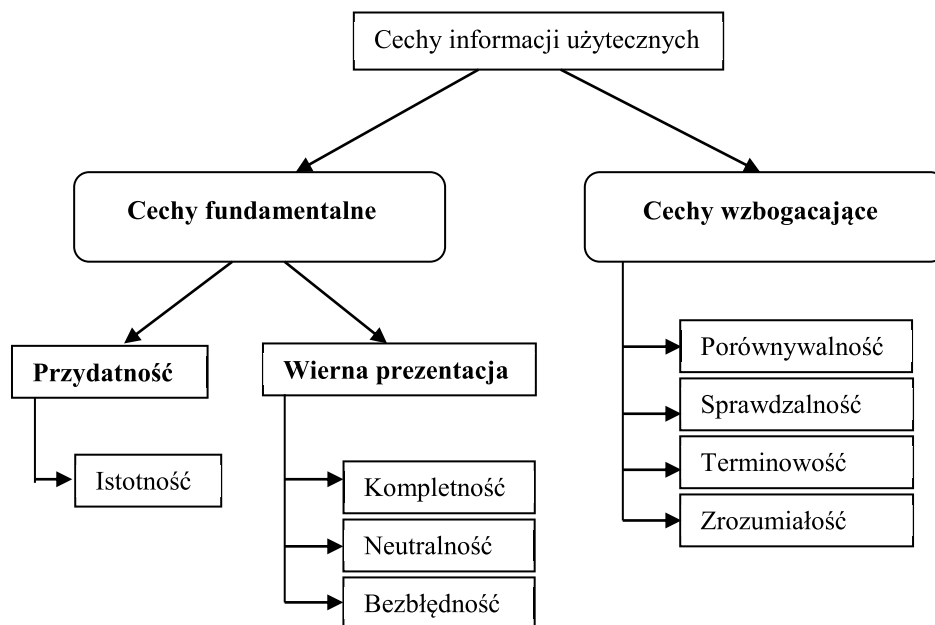 Cechy informacji użytecznych
Cechy fundamentalne
Cechy wzbogacające
Przydatność
Istotność
Wierna prezentacja
Kompletność
Neutralność
Bezbłędność
Porównywalność
Sprawdzalność
Terminowość
Zrozumiałość